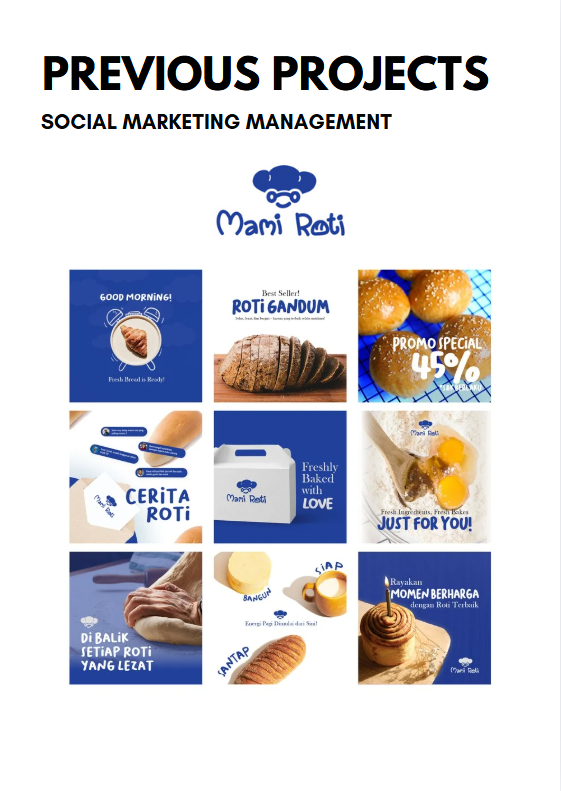 PREVIOUS PROJECTS
SOCIAL MARKETING MANAGEMENT
Mami Roti
GOOD MORNING!
Fresh Bread is Ready!
Best Seller!
ROTI GANDUM
PROMO SPECIAL
45%
CERITA
ROTI
Mami Roti
Freshly
Baked
with
LOVE
Mami Roti
Fresh Ingredients, Fresh Bakes
JUST FOR YOU!
Di BALIK
SETIAP ROTI
YANG LEZAT
BANGUN
SIAP
Energi Pagi Dimulai dari Sini!
SANTAP
Rayakan
MOMEN BERHARGA
dengan Roti Terbaik
Mami Roti